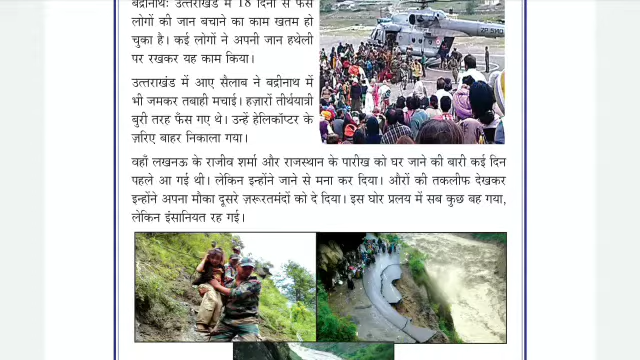 बद्रीनाथः उत्तराखंड में 18 दिनों से फंसे
लोगों की जान बचाने का काम खतम हो
चुका है। कई लोगों ने अपनी जान हथेली
पर रखकर यह काम किया।
उत्तराखंड में आए सैलाब ने बद्रीनाथ में
भी जमकर तबाही मचाई। हज़ारों तीर्थयात्री
बुरी तरह फैस गए थे। उन्हें हेलिकॉप्टर के
ज़रिए बाहर निकाला गया।
वहाँ लखनऊ के राजीव शर्मा और राजस्थान के पारीख को घर जाने की बारी कई दिन
पहले आ गई थी। लेकिन इन्होंने जाने से मना कर दिया। औरों की तकलीफ देखकर
इन्होंने अपना मौका दूसरे ज़रूरतमंदों को दे दिया। इस घोर प्रलय में सब कुछ बह गया,
लेकिन इंसानियत रह गई।